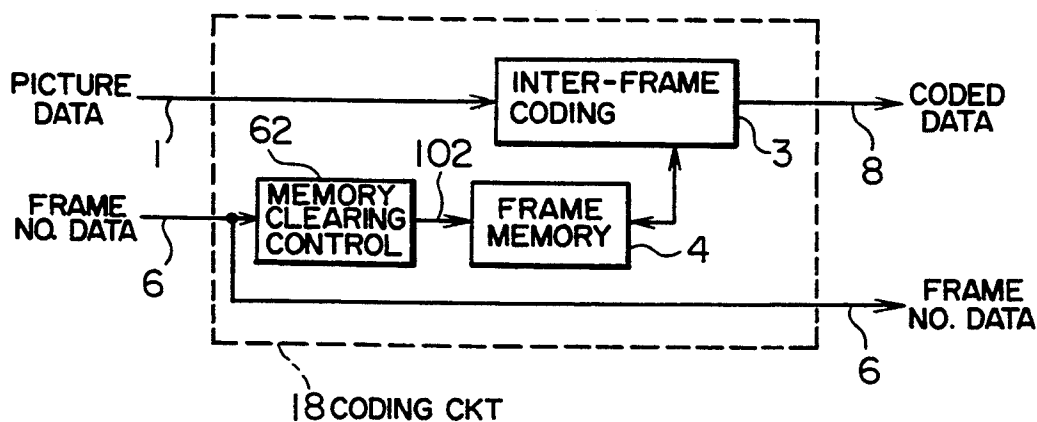 PICTURE
DATA
1
INTER-FRAME
CODING
3
8
CODED
DATA
62
102
FRAME
NO. DATA
6
MEMORY
CLEARING
CONTROL
FRAME
MEMORY
4
6
FRAME
NO. DATA
18 CODING CKT